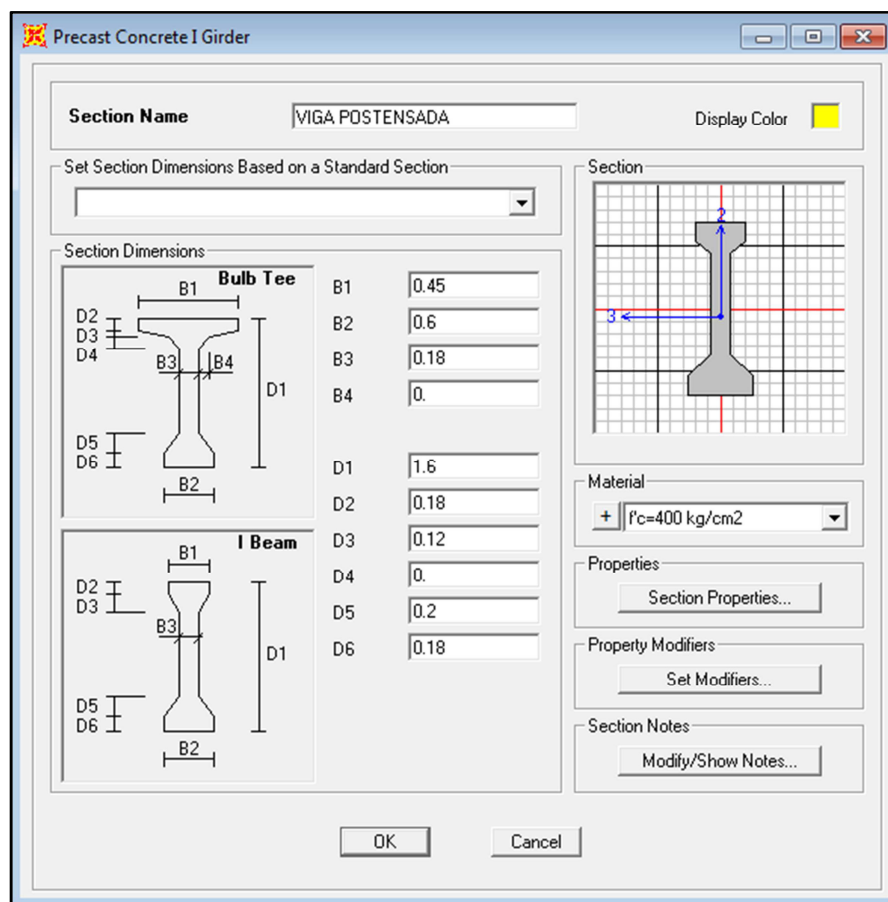 Precast Concrete I Girder
Section Name VIGA POSTENSADA Display Color
Set Section Dimensions Based on a Standard Section
Section Dimensions
Bulb Tee
B1
D2
D3
D4
B3 B4
D1
D5
D6
B2
I Beam
B1
D2
D3
B3
D1
D5
D6
B2
B1 0.45
B2 0.6
B3 0.18
B4 0.
D1 1.6
D2 0.18
D3 0.12
D4 0.
D5 0.2
D6 0.18
Section
2
3
Material
+ f'c=400 kg/cm2
Properties
Section Properties...
Property Modifiers
Set Modifiers...
Section Notes
Modify/Show Notes...
OK Cancel